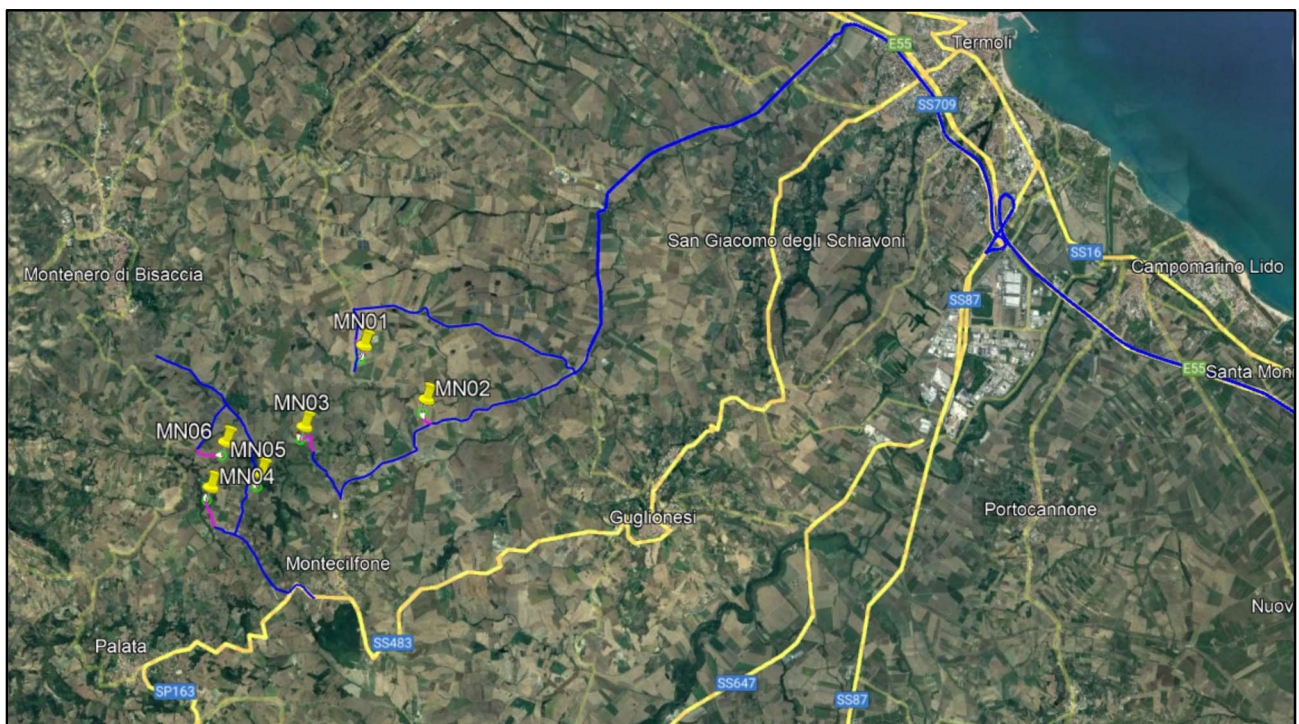 Termoli
E55
SS709
San Giacomo degli Schiavoni
SS16
Campomarino Lido
Montenero di Bisaccia
SS87
MN01
E55
Santa Mon
MN02
MN03
MN06
MN05
MN04
Guglionesi
Portocannone
Montecilfone
Nuov
SS483
Palata
SS647
SP163
SS87